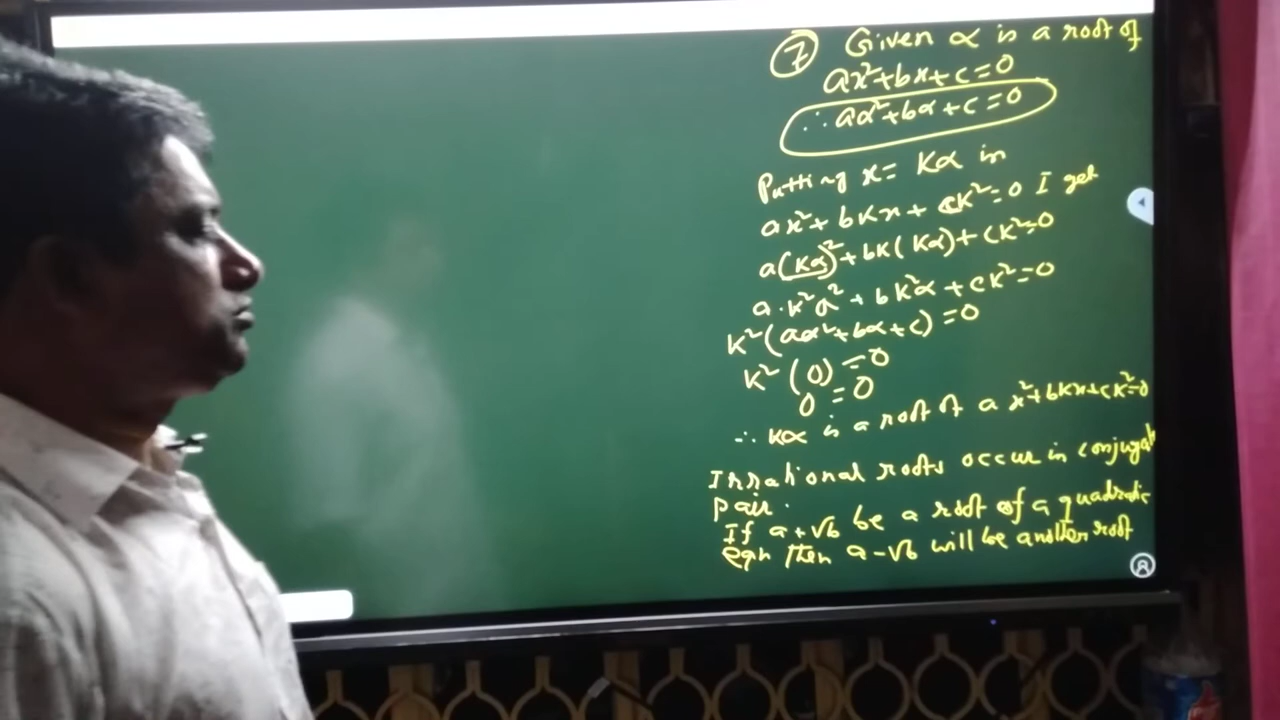 ⑦ Given α is a root of
ax²+bx+c=0
∴ aα²+bα+c=0
Putting x= Kα in
ax²+bKx+cK²=0 I get
a(Kα)²+bK(Kα)+cK²=0
a.K²α²+bK²α+cK²=0
K²(aα²+bα+c)=0
K²(0)=0
0=0
∴ Kα is a root of ax²+bKx+cK²=0
Irrational roots occur in conjugate
pair.
If a+√b be a root of a quadratic
eqn then a-√b will be another root